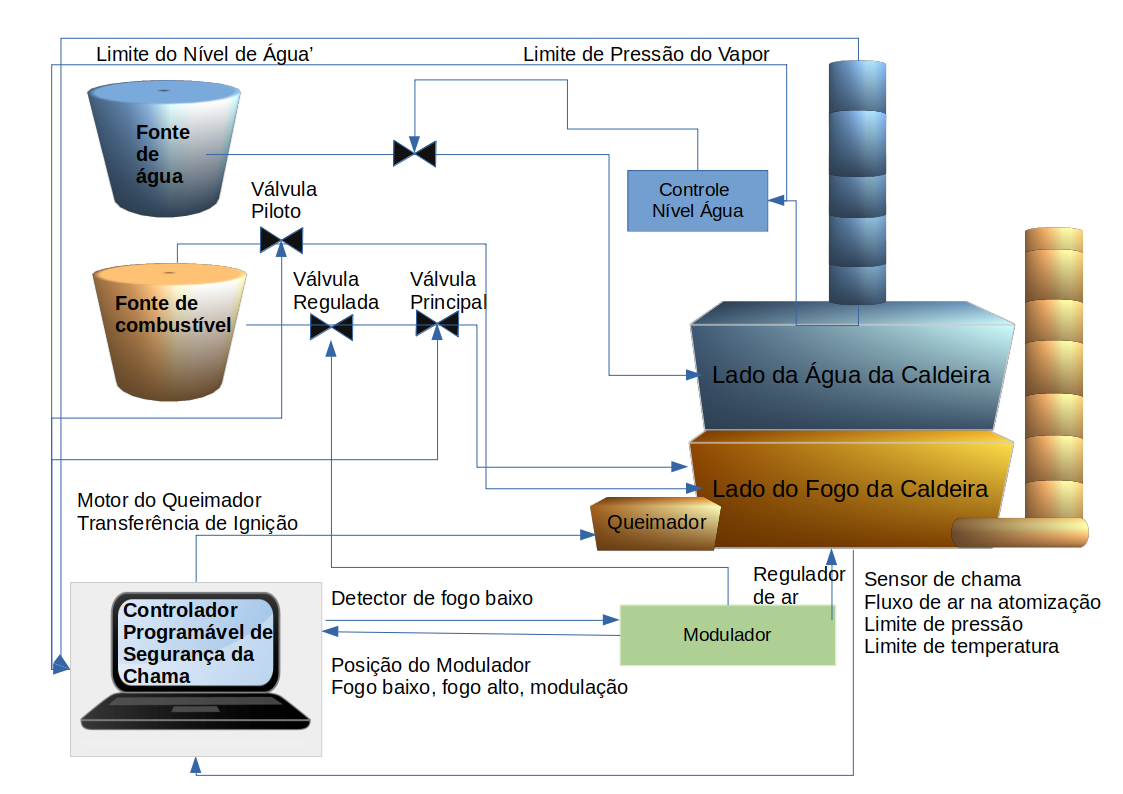 Limite do Nível de Água’
Limite de Pressão do Vapor
Fonte
de
água
Válvula
Piloto
Controle
Nível Água
Fonte de
combustível
Válvula
Regulada
Válvula
Principal
Lado da Água da Caldeira
Lado do Fogo da Caldeira
Motor do Queimador
Transferência de Ignição
Queimador
Controlador
Programável de
Segurança da
Chama
Detector de fogo baixo
Posição do Modulador
Fogo baixo, fogo alto, modulação
Regulador
de ar
Modulador
Sensor de chama
Fluxo de ar na atomização
Limite de pressão
Limite de temperatura